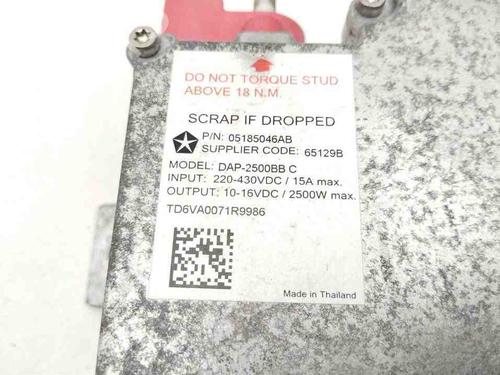 DO NOT TORQUE STUD
ABOVE 18 N.M.
SCRAP IF DROPPED
P/N: 05185046AB
SUPPLIER CODE: 65129B
MODEL: DAP-2500BB C
INPUT: 220-430VDC / 15A max.
OUTPUT: 10-16VDC / 2500W max.
TD6VA0071R9986
Made in Thailand